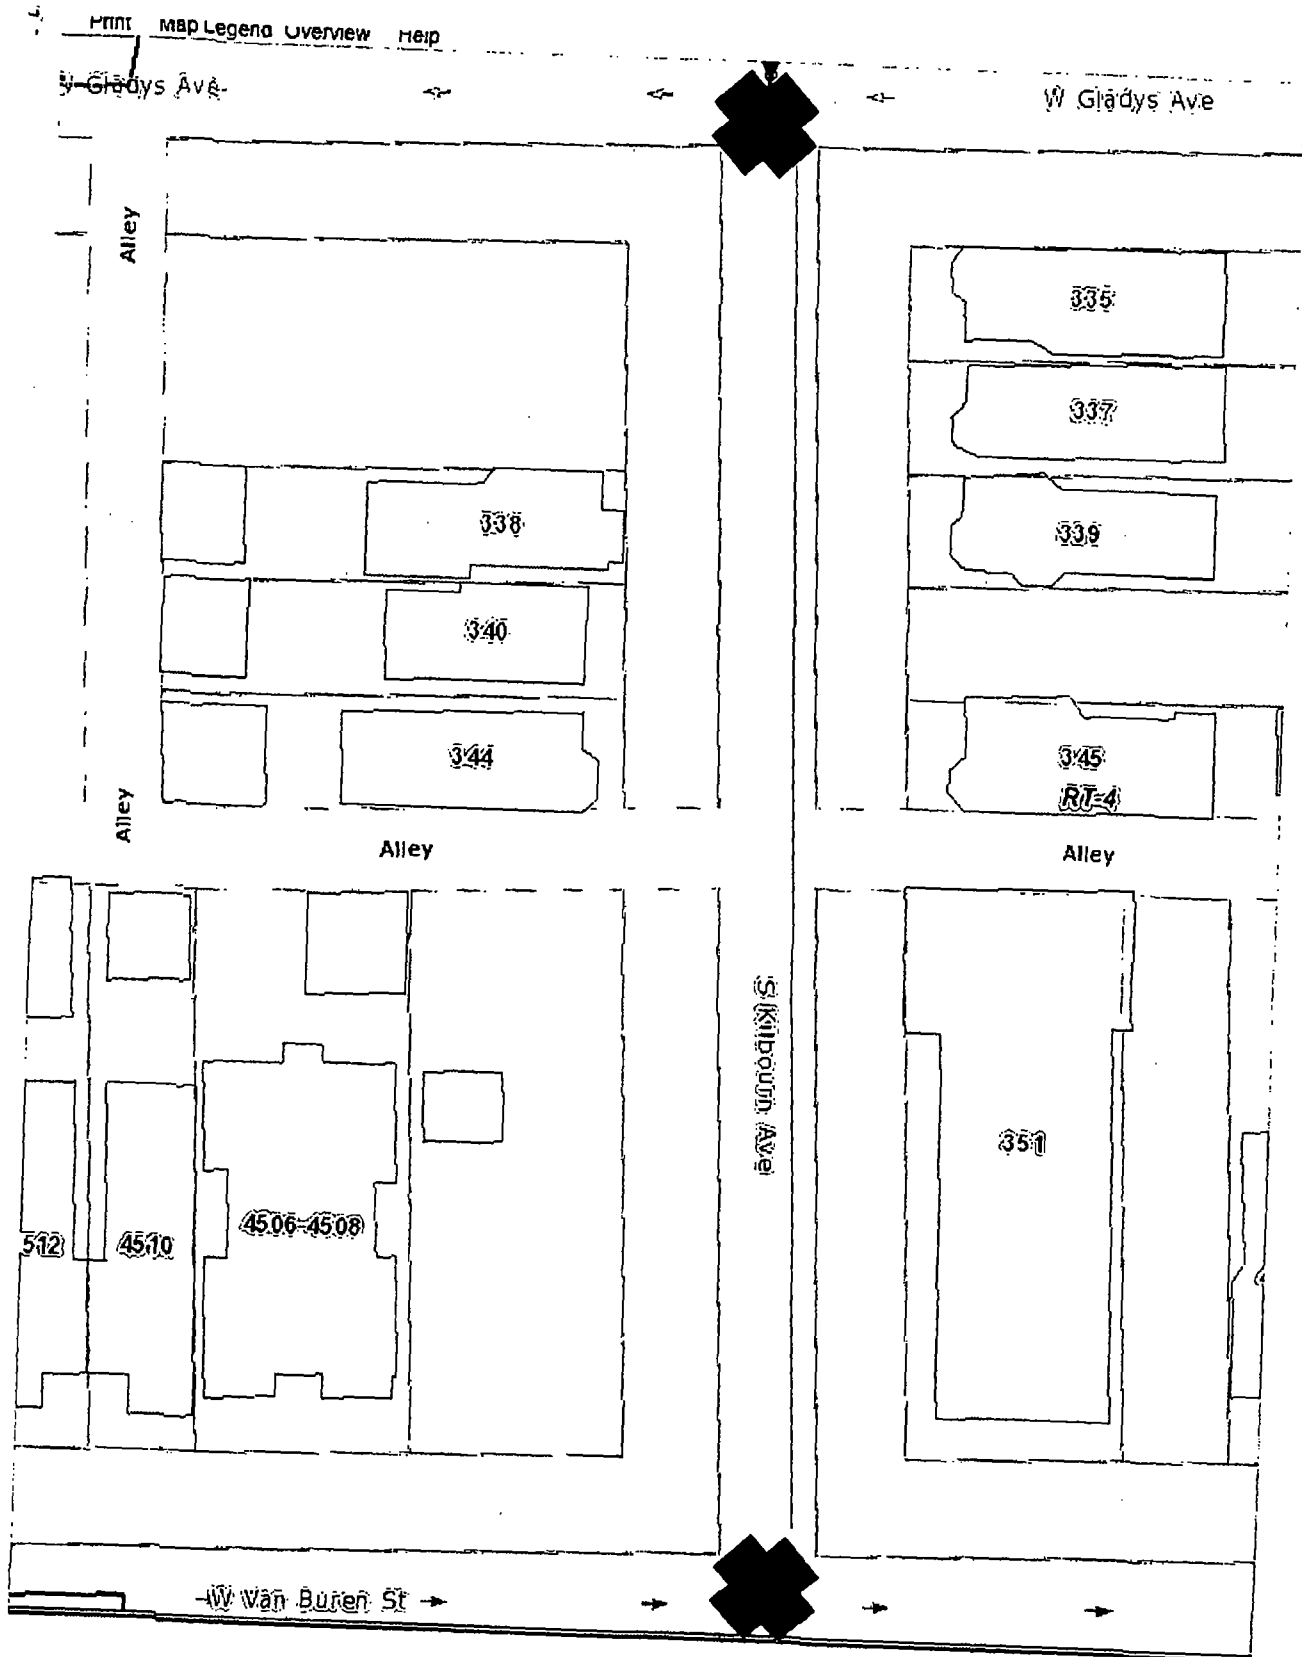 Print Map Legend Overview Help
W Gladys Ave
W Gladys Ave
Alley
335
337
338
339
340
344
345
RT-4
Alley
Alley
Alley
S Kilbourn Ave
351
512
4510
4506-4508
W Van Buren St